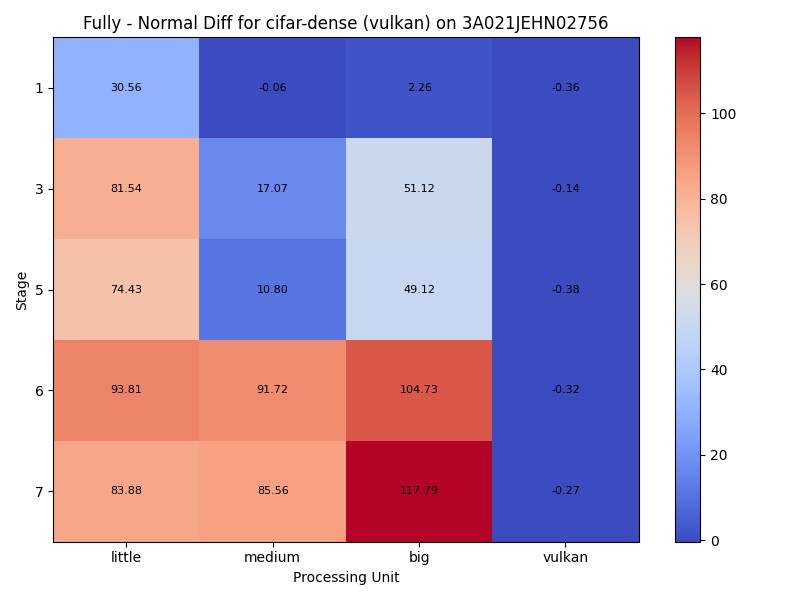 Fully - Normal Diff for cifar-dense (vulkan) on 3A021JEHN02756
Stage
1 30.56 -0.06 2.26 -0.36
3 81.54 17.07 51.12 -0.14
5 74.43 10.80 49.12 -0.38
6 93.81 91.72 104.73 -0.32
7 83.88 85.56 117.79 -0.27
little medium big vulkan
Processing Unit
100
80
60
40
20
0